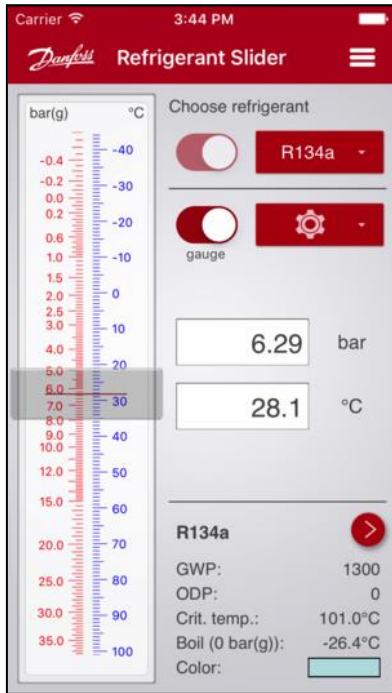 Carrier 3:44 PM
Danfoss Refrigerant Slider
bar(g) °C
Choose refrigerant
R134a
gauge
6.29 bar
28.1 °C
-0.4
-0.2
0.0
0.2
0.6
1.0
1.5
2.0
2.5
3.0
4.0
5.0
6.0
7.0
8.0
9.0
10.0
12.0
15.0
20.0
25.0
30.0
35.0
-40
-30
-20
-10
0
10
20
30
40
50
60
70
80
90
100
R134a
GWP: 1300
ODP: 0
Crit. temp.: 101.0°C
Boil (0 bar(g)): -26.4°C
Color: